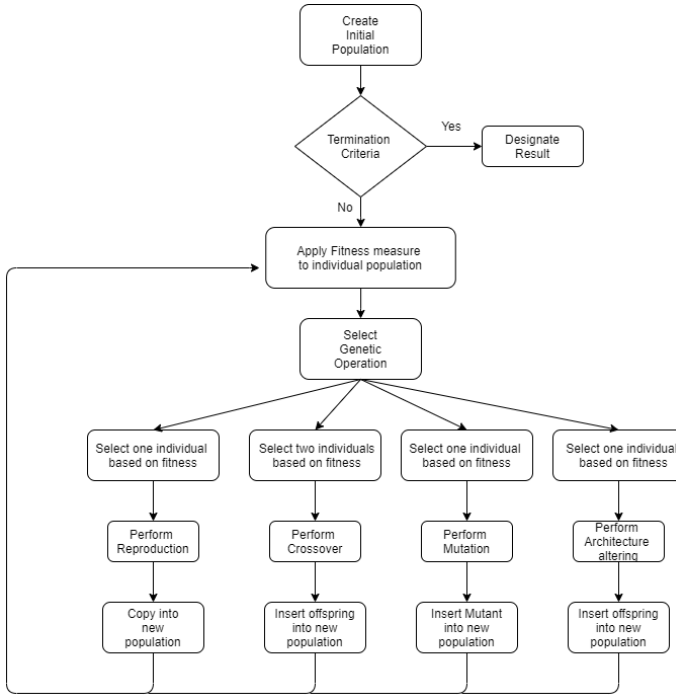 Create
Initial
Population
Termination
Criteria
Yes
Designate
Result
No
Apply Fitness measure
to individual population
Select
Genetic
Operation
Select one individual
based on fitness
Select two individuals
based on fitness
Select one individual
based on fitness
Select one individual
based on fitness
Perform
Reproduction
Perform
Crossover
Perform
Mutation
Perform
Architecture
altering
Copy into
new
population
Insert offspring
into new
population
Insert Mutant
into new
population
Insert offspring
into new
population